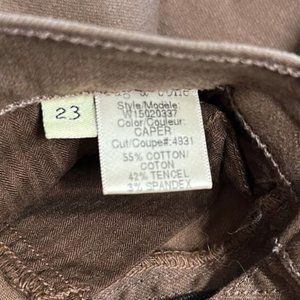 23
Style/Modele:
W15020337
Color/Couleur:
CAPER
Cut/Coupe#: 4931
55% COTTON/
COTON
42% TENCEL
3% SPANDEX